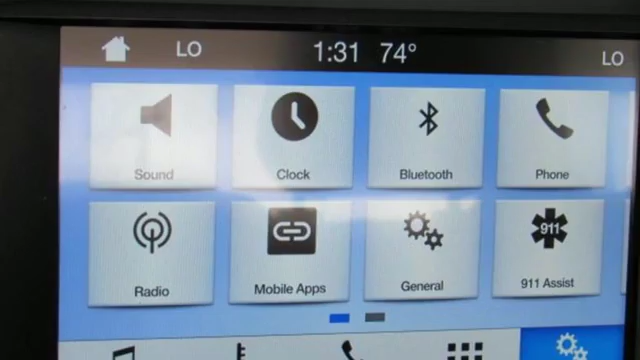 LO 1:31 74° LO
Sound Clock Bluetooth Phone
911
Radio Mobile Apps General 911 Assist